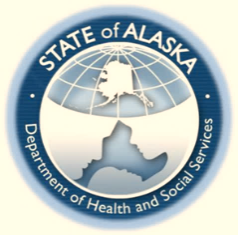 STATE of ALASKA
Department of Health and Social Services